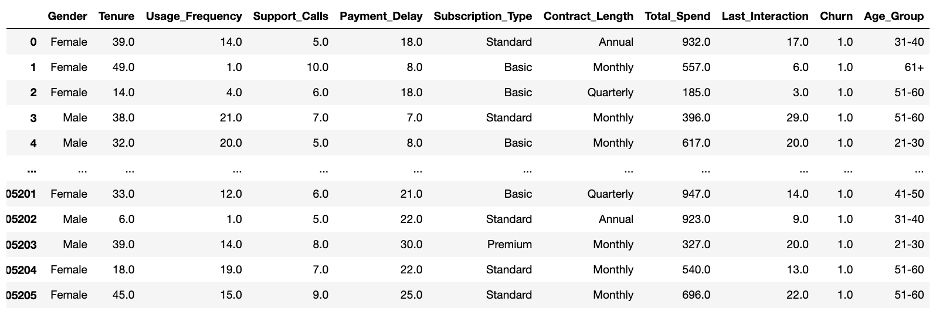 Gender Tenure Usage_Frequency Support_Calls Payment_Delay Subscription_Type Contract_Length Total_Spend Last_Interaction Churn Age_Group
0 Female 39.0 14.0 5.0 18.0 Standard Annual 932.0 17.0 1.0 31-40
1 Female 49.0 1.0 10.0 8.0 Basic Monthly 557.0 6.0 1.0 61+
2 Female 14.0 4.0 6.0 18.0 Basic Quarterly 185.0 3.0 1.0 51-60
3 Male 38.0 21.0 7.0 7.0 Standard Monthly 396.0 29.0 1.0 51-60
4 Male 32.0 20.0 5.0 8.0 Basic Monthly 617.0 20.0 1.0 21-30
... ... ... ... ... ... ... ... ... ... ... ...
05201 Female 33.0 12.0 6.0 21.0 Basic Quarterly 947.0 14.0 1.0 41-50
05202 Male 6.0 1.0 5.0 22.0 Standard Annual 923.0 9.0 1.0 31-40
05203 Male 39.0 14.0 8.0 30.0 Premium Monthly 327.0 20.0 1.0 21-30
05204 Female 18.0 19.0 7.0 22.0 Standard Monthly 540.0 13.0 1.0 51-60
05205 Female 45.0 15.0 9.0 25.0 Standard Monthly 696.0 22.0 1.0 51-60